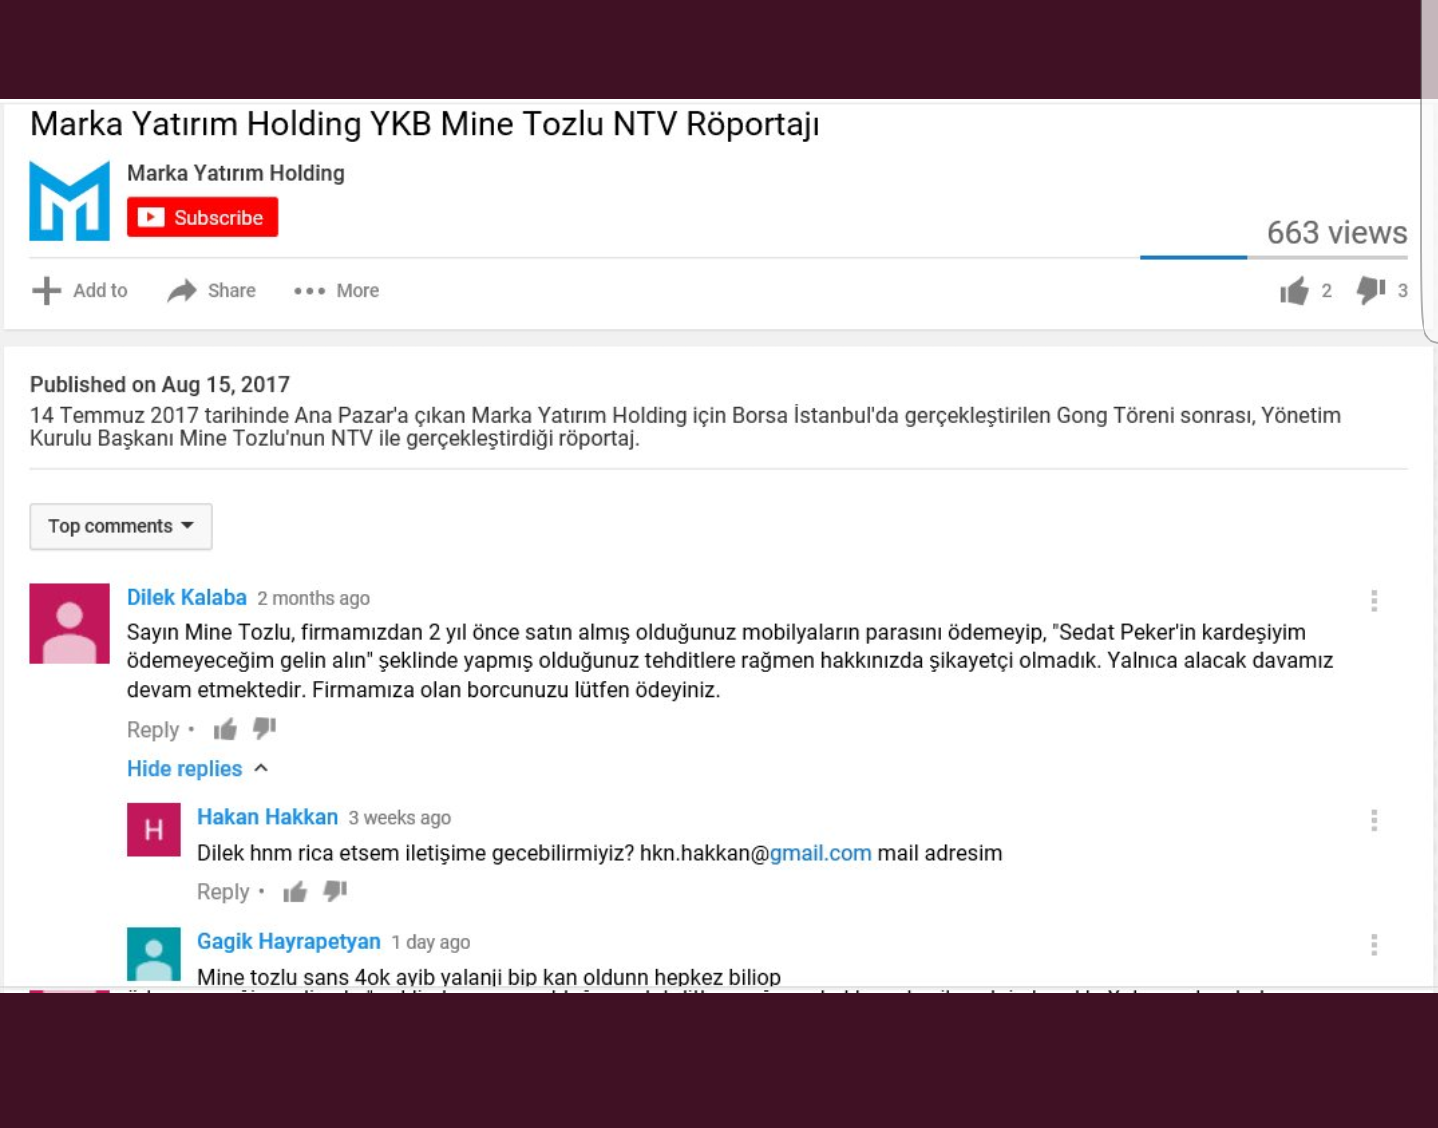 Marka Yatırım Holding YKB Mine Tozlu NTV Röportajı
Marka Yatırım Holding
Subscribe
663 views
Add to Share More 2 3
Published on Aug 15, 2017
14 Temmuz 2017 tarihinde Ana Pazar'a çıkan Marka Yatırım Holding için Borsa İstanbul'da gerçekleştirilen Gong Töreni sonrası, Yönetim
Kurulu Başkanı Mine Tozlu'nun NTV ile gerçekleştirdiği röportaj.
Top comments
Dilek Kalaba 2 months ago
Sayın Mine Tozlu, firmamızdan 2 yıl önce satın almış olduğunuz mobilyaların parasını ödemeyip, "Sedat Peker'in kardeşiyim
ödemeyeceğim gelin alın" şeklinde yapmış olduğunuz tehditlere rağmen hakkınızda şikayetçi olmadık. Yalnıca alacak davamız
devam etmektedir. Firmamıza olan borcunuzu lütfen ödeyiniz.
Reply •
Hide replies
H
Hakan Hakkan 3 weeks ago
Dilek hnm rica etsem iletişime gecebilirmiyiz? hkn.hakkan@gmail.com mail adresim
Reply •
Gagik Hayrapetyan 1 day ago
Mine tozlu sans 4ok ayib yalanji bip kan oldunn hepkez biliop